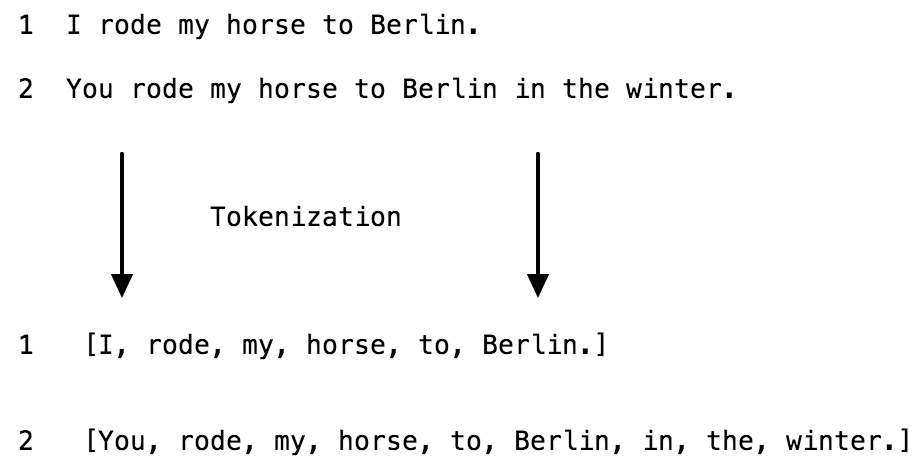 1 I rode my horse to Berlin.
2 You rode my horse to Berlin in the winter.
Tokenization
1 [I, rode, my, horse, to, Berlin.]
2 [You, rode, my, horse, to, Berlin, in, the, winter.]